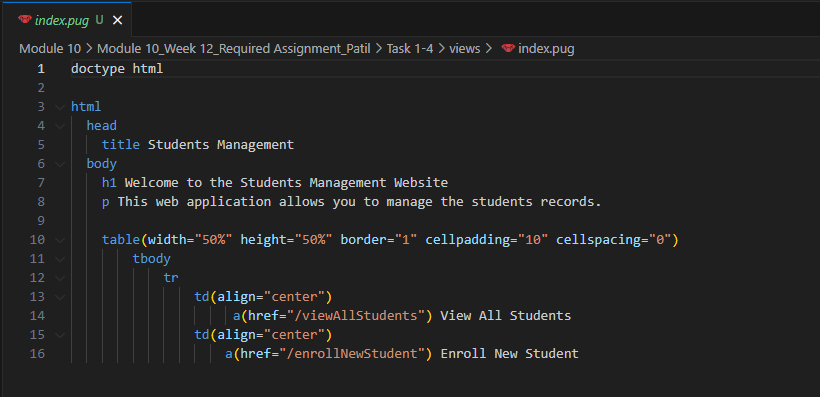 index.pug U ×
Module 10 > Module 10_Week 12_Required Assignment_Patil > Task 1-4 > views > index.pug
1 doctype html
2
3 html
4 head
5 title Students Management
6 body
7 h1 Welcome to the Students Management Website
8 p This web application allows you to manage the students records.
9
10 table(width="50%" height="50%" border="1" cellpadding="10" cellspacing="0")
11 tbody
12 tr
13 td(align="center")
14 a(href="/viewAllStudents") View All Students
15 td(align="center")
16 a(href="/enrollNewStudent") Enroll New Student